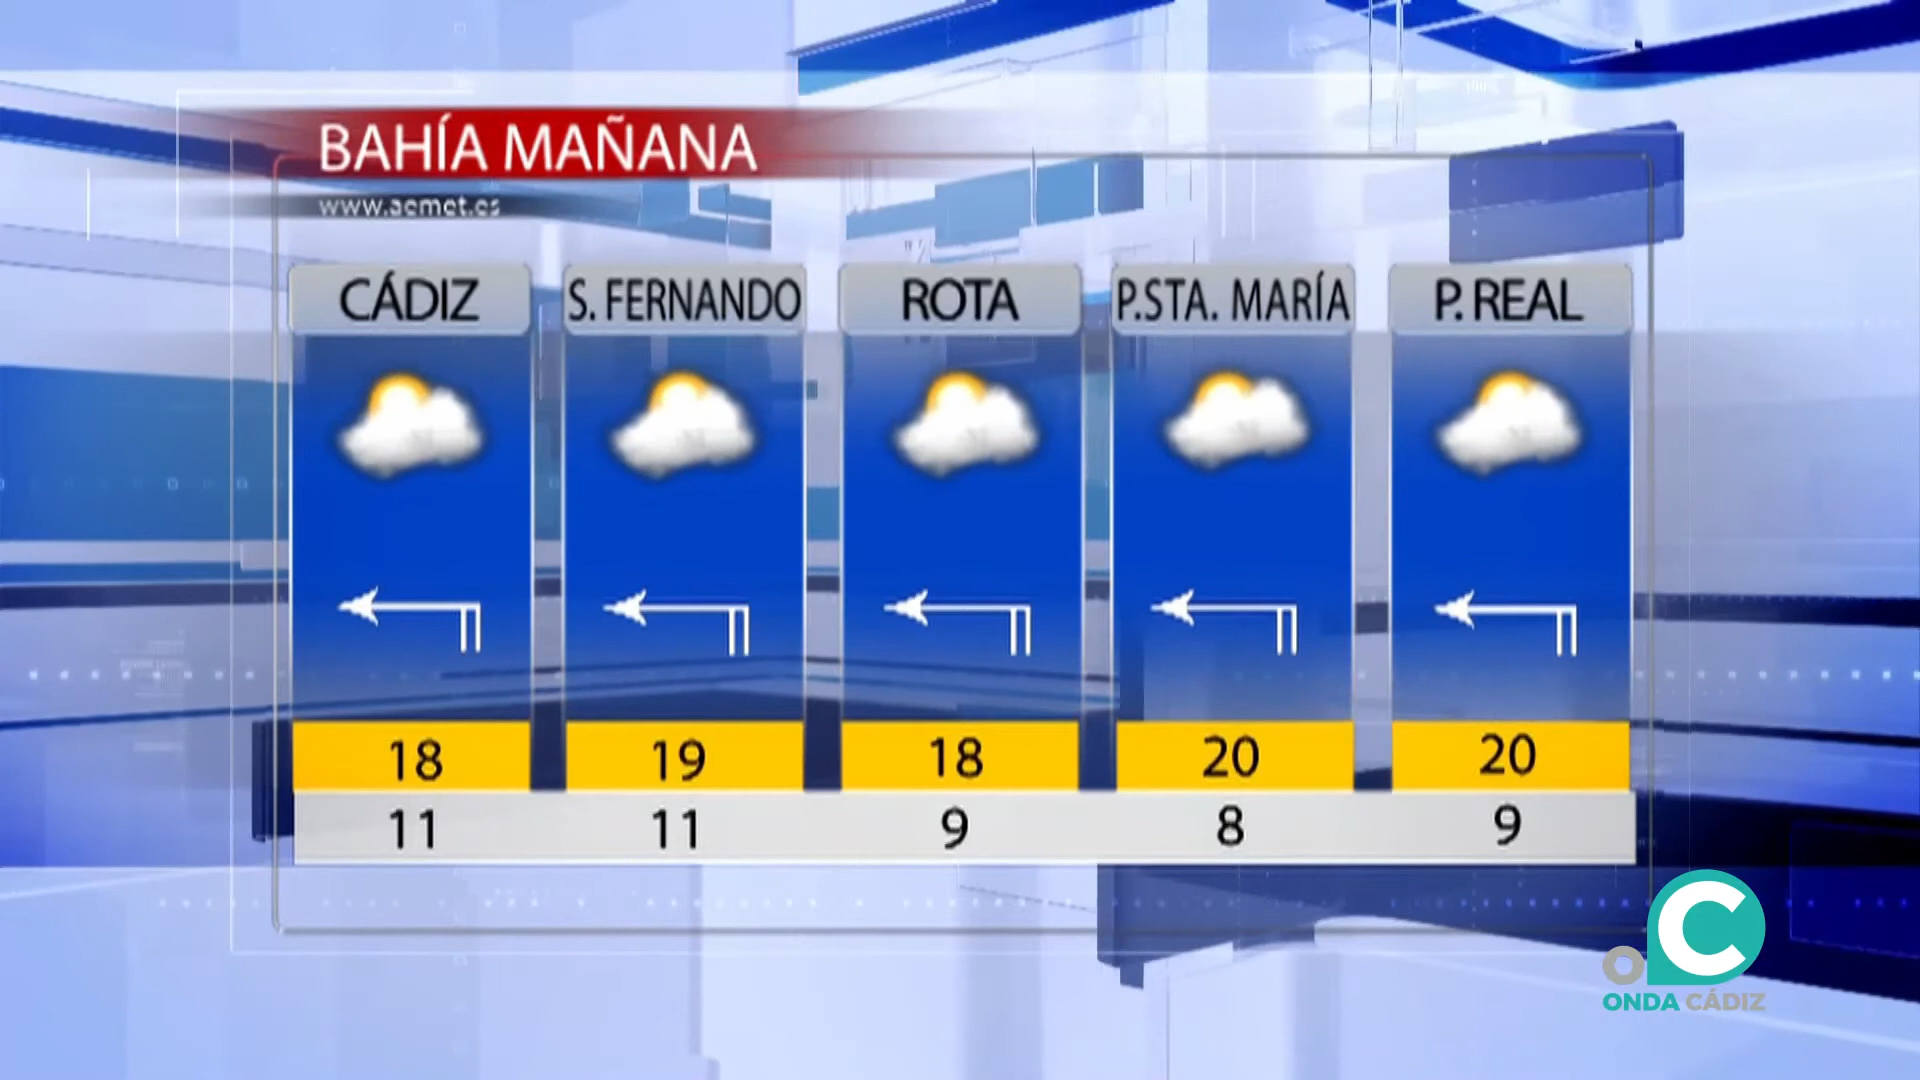 BAHÍA MAÑANA
www.aemet.es
CÁDIZ S. FERNANDO ROTA P.STA. MARÍA P. REAL
18 19 18 20 20
11 11 9 8 9
OC
ONDA CÁDIZ